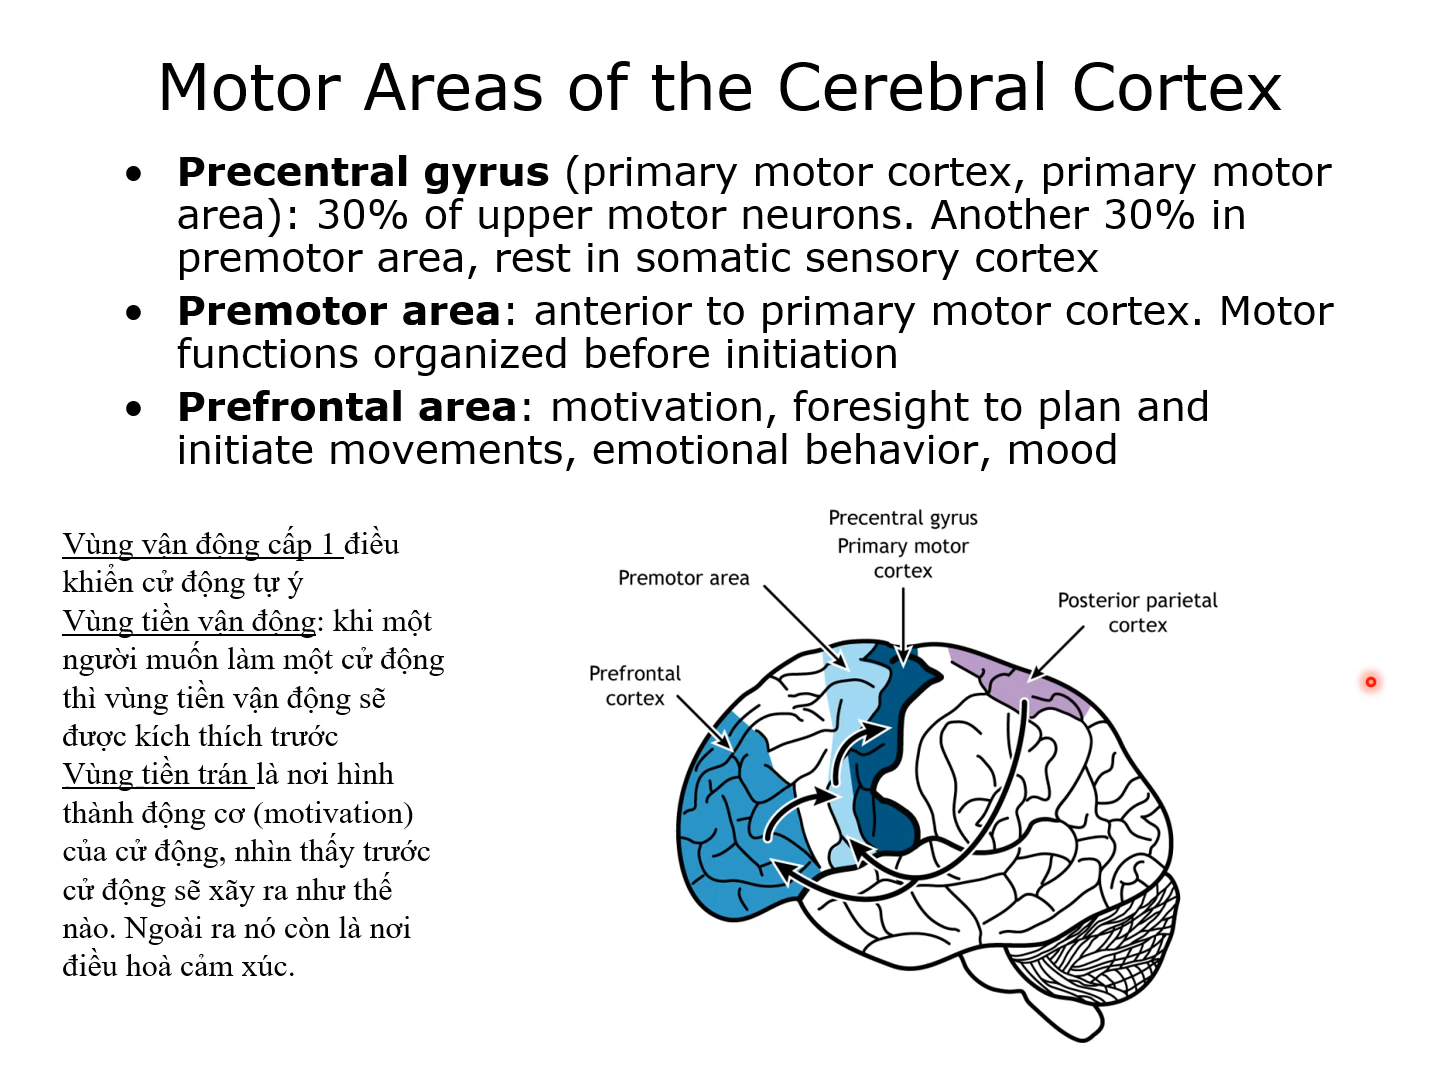 Motor Areas of the Cerebral Cortex
• Precentral gyrus (primary motor cortex, primary motor
area): 30% of upper motor neurons. Another 30% in
premotor area, rest in somatic sensory cortex
• Premotor area: anterior to primary motor cortex. Motor
functions organized before initiation
• Prefrontal area: motivation, foresight to plan and
initiate movements, emotional behavior, mood
Vùng vận động cấp 1 điều
khiển cử động tự ý
Vùng tiền vận động: khi một
người muốn làm một cử động
thì vùng tiền vận động sẽ
được kích thích trước
Vùng tiền trán là nơi hình
thành động cơ (motivation)
của cử động, nhìn thấy trước
cử động sẽ xãy ra như thế
nào. Ngoài ra nó còn là nơi
điều hoà cảm xúc.
Precentral gyrus
Primary motor
cortex
Premotor area
Posterior parietal
cortex
Prefrontal
cortex